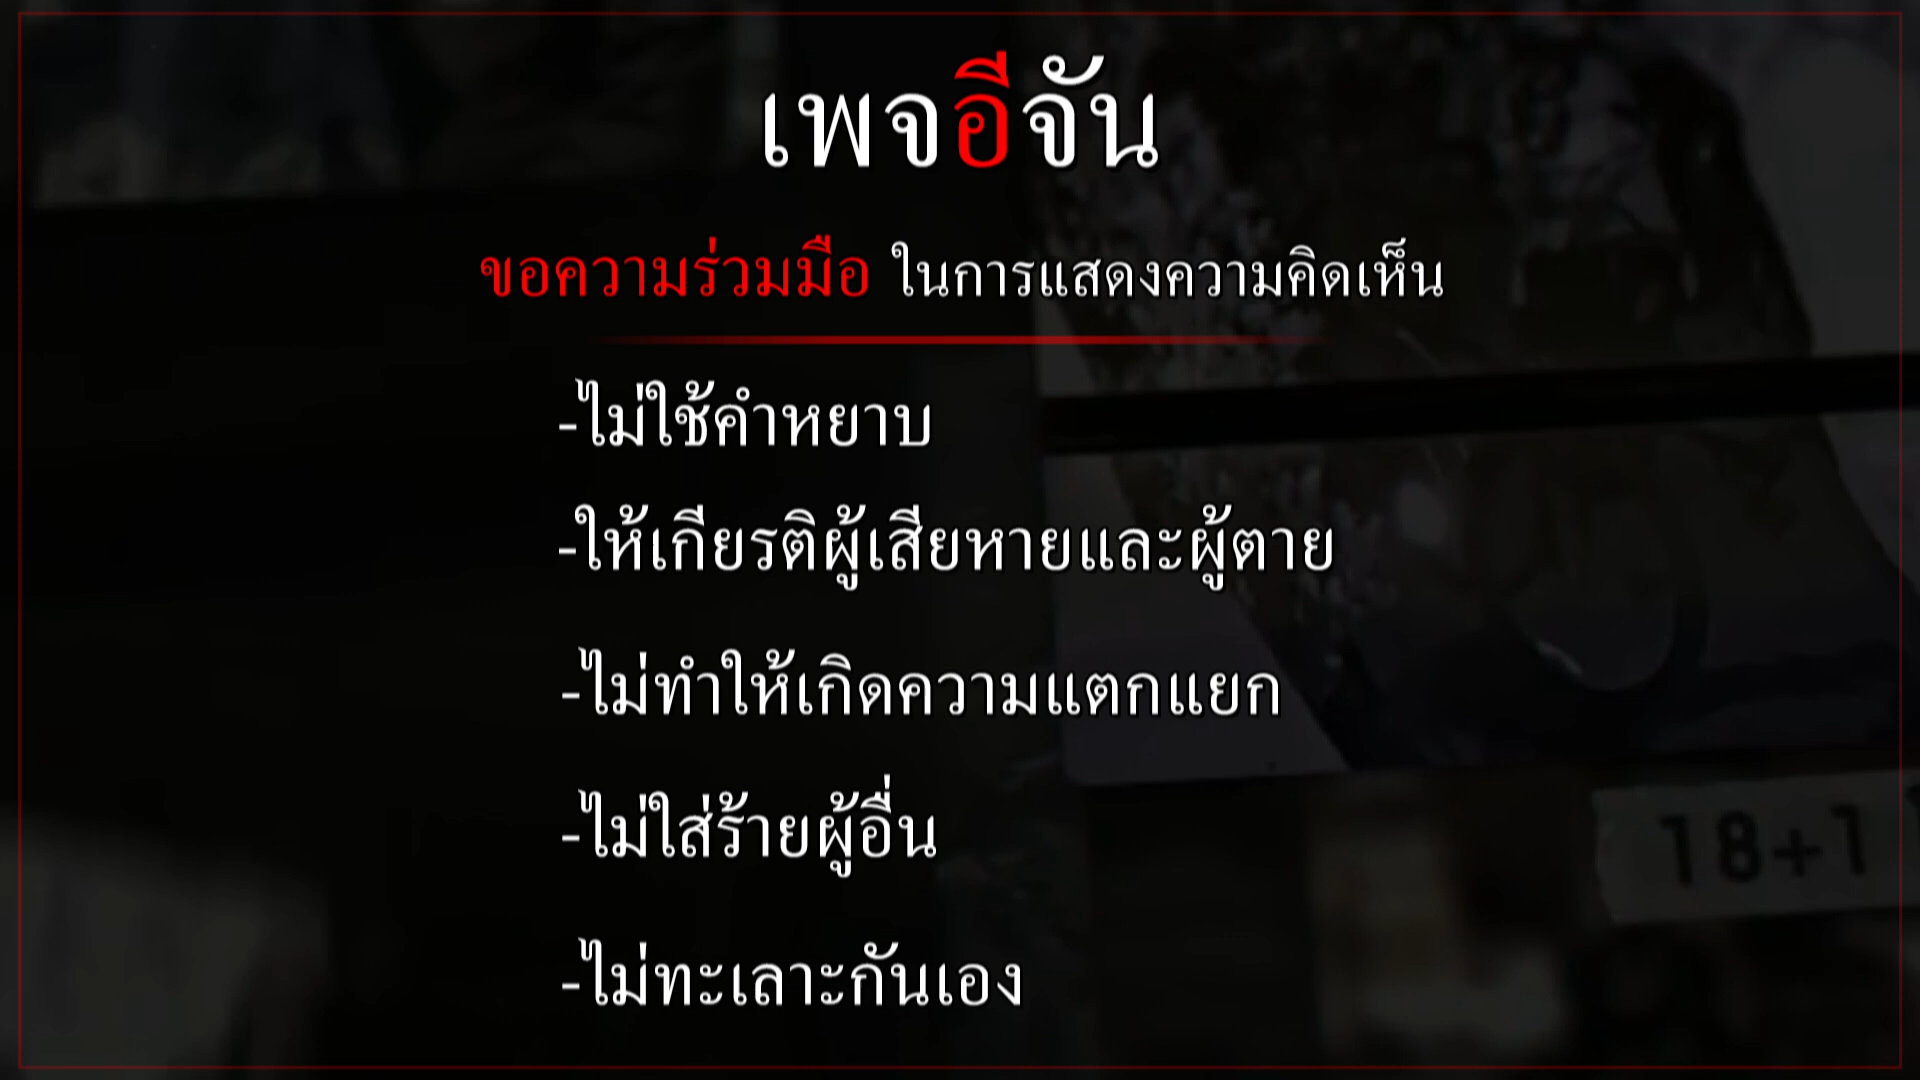 เพจอีจัน
ขอความร่วมมือ ในการแสดงความคิดเห็น
-ไม่ใช้คำหยาบ
-ให้เกียรติผู้เสียหายและผู้ตาย
-ไม่ทำให้เกิดความแตกแยก
-ไม่ใส่ร้ายผู้อื่น
18+1
-ไม่ทะเลาะกันเอง